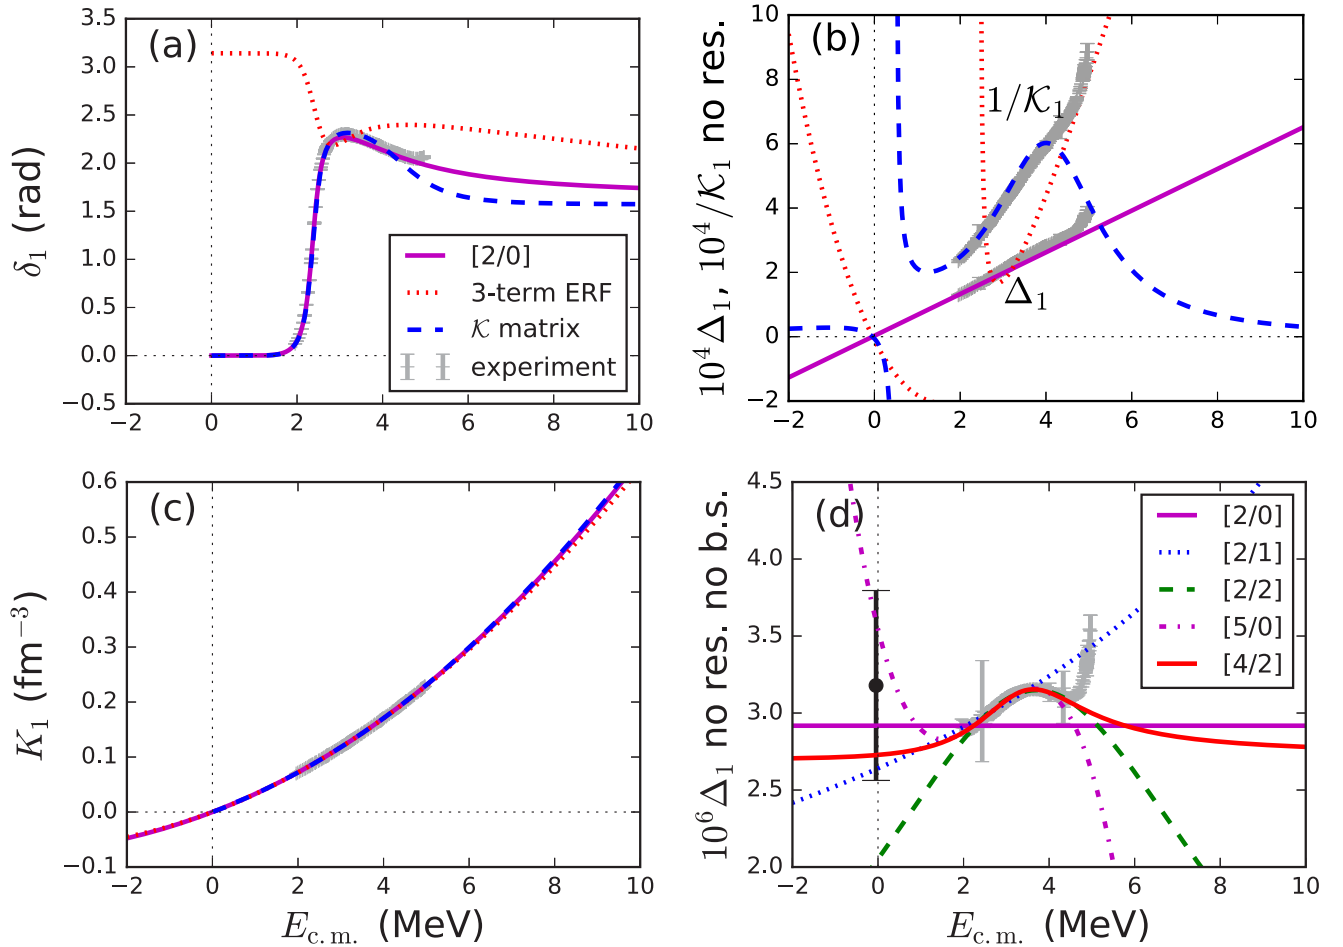 (a)
3.5
3.0
2.5
2.0
1.5
1.0
0.5
0.0
−0.5
δ₁ (rad)
[2/0]
3-term ERF
𝒦 matrix
experiment
−2 0 2 4 6 8 10
(b)
10
8
6
4
2
0
−2
10⁴Δ₁, 10⁴/𝒦₁ no res.
1/𝒦₁
Δ₁
−2 0 2 4 6 8 10
(c)
0.6
0.5
0.4
0.3
0.2
0.1
0.0
−0.1
K₁ (fm⁻³)
−2 0 2 4 6 8 10
E_c.m. (MeV)
(d)
4.5
4.0
3.5
3.0
2.5
2.0
10⁶Δ₁ no res. no b.s.
[2/0]
[2/1]
[2/2]
[5/0]
[4/2]
−2 0 2 4 6 8 10
E_c.m. (MeV)